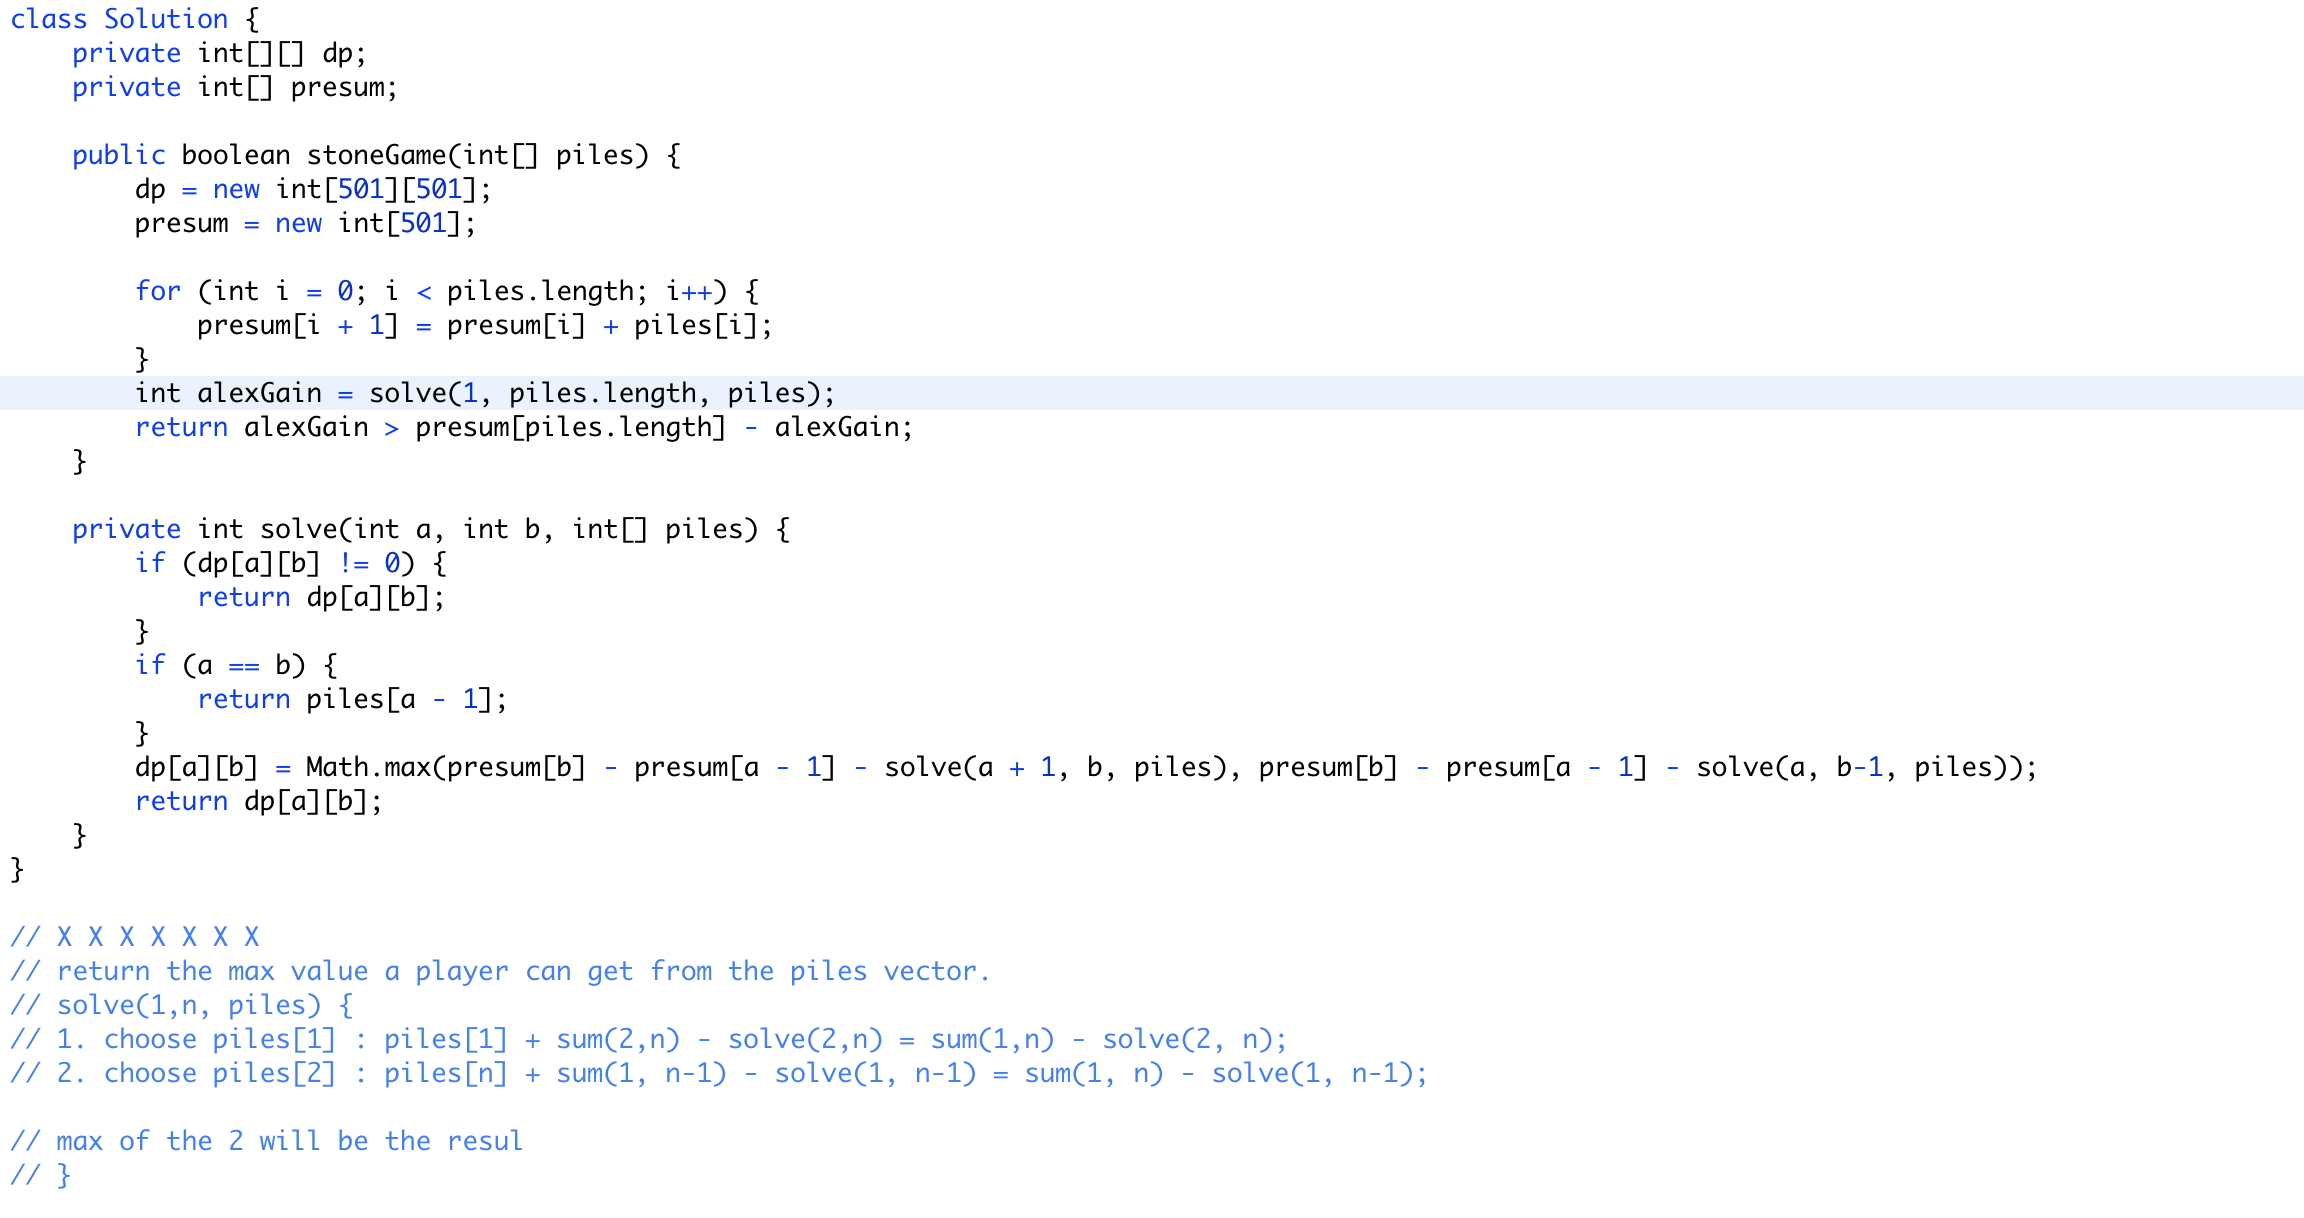 class Solution {
    private int[][] dp;
    private int[] presum;

    public boolean stoneGame(int[] piles) {
        dp = new int[501][501];
        presum = new int[501];

        for (int i = 0; i < piles.length; i++) {
            presum[i + 1] = presum[i] + piles[i];
        }
        int alexGain = solve(1, piles.length, piles);
        return alexGain > presum[piles.length] - alexGain;
    }

    private int solve(int a, int b, int[] piles) {
        if (dp[a][b] != 0) {
            return dp[a][b];
        }
        if (a == b) {
            return piles[a - 1];
        }
        dp[a][b] = Math.max(presum[b] - presum[a - 1] - solve(a + 1, b, piles), presum[b] - presum[a - 1] - solve(a, b-1, piles));
        return dp[a][b];
    }
}

// X X X X X X X
// return the max value a player can get from the piles vector.
// solve(1,n, piles) {
// 1. choose piles[1] : piles[1] + sum(2,n) - solve(2,n) = sum(1,n) - solve(2, n);
// 2. choose piles[2] : piles[n] + sum(1, n-1) - solve(1, n-1) = sum(1, n) - solve(1, n-1);

// max of the 2 will be the resul
// }